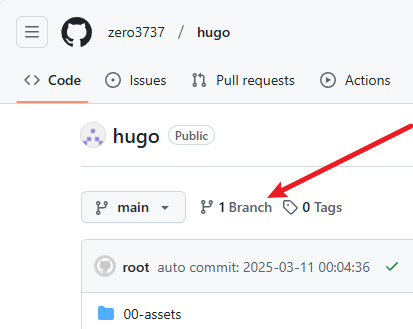 zero3737 / hugo
Code Issues Pull requests Actions
hugo Public
main 1 Branch 0 Tags
root auto commit: 2025-03-11 00:04:36
00-assets